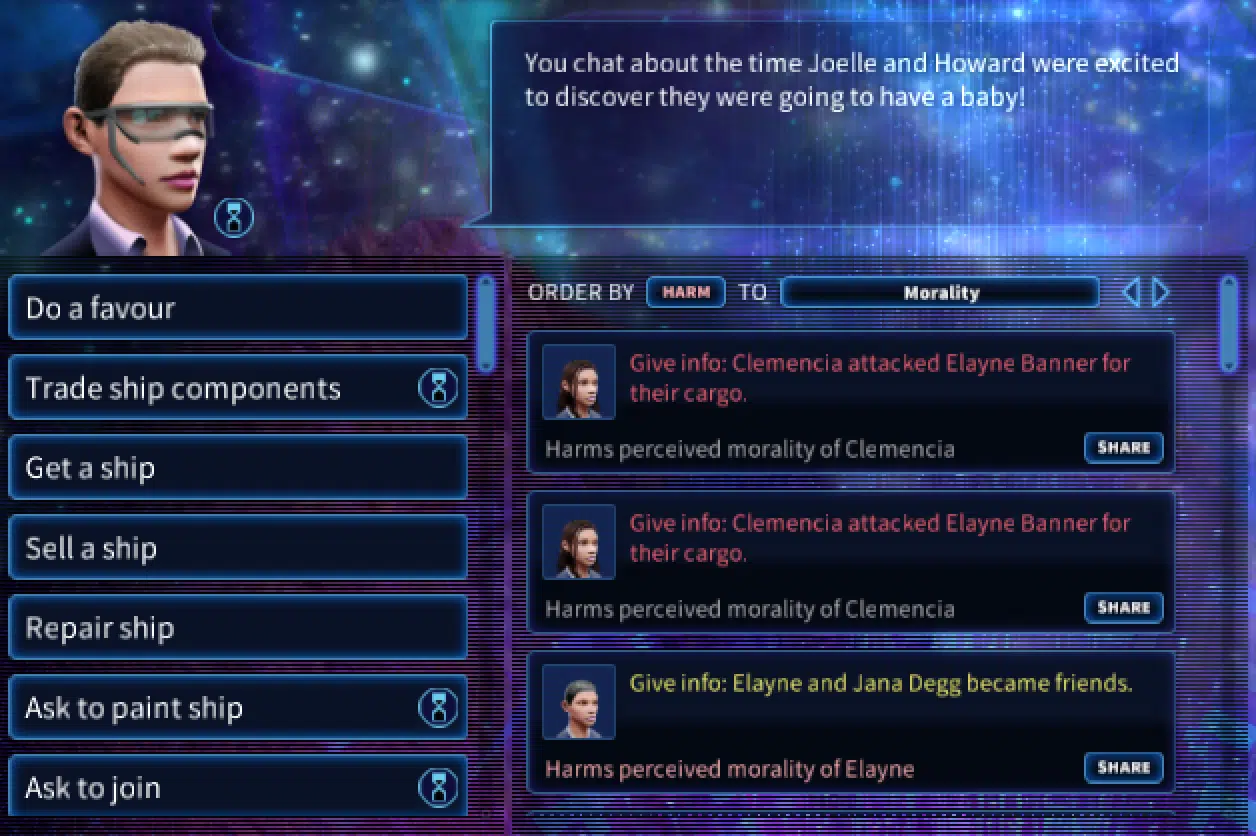 You chat about the time Joelle and Howard were excited
to discover they were going to have a baby!
Do a favour
Trade ship components
Get a ship
Sell a ship
Repair ship
Ask to paint ship
Ask to join
ORDER BY HARM TO Morality
Give info: Clemencia attacked Elayne Banner for
their cargo.
Harms perceived morality of Clemencia SHARE
Give info: Clemencia attacked Elayne Banner for
their cargo.
Harms perceived morality of Clemencia SHARE
Give info: Elayne and Jana Degg became friends.
Harms perceived morality of Elayne SHARE